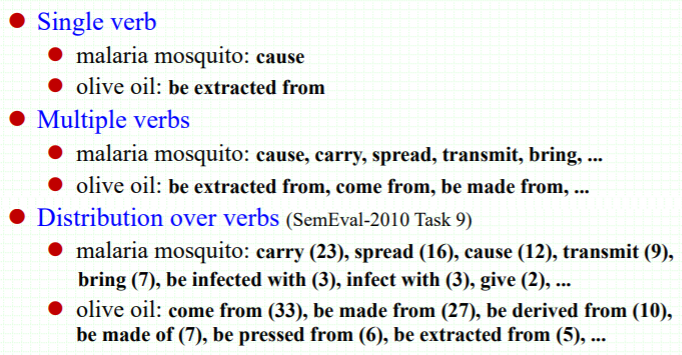 Single verb
malaria mosquito: cause
olive oil: be extracted from
Multiple verbs
malaria mosquito: cause, carry, spread, transmit, bring, ...
olive oil: be extracted from, come from, be made from, ...
Distribution over verbs (SemEval-2010 Task 9)
malaria mosquito: carry (23), spread (16), cause (12), transmit (9),
bring (7), be infected with (3), infect with (3), give (2), ...
olive oil: come from (33), be made from (27), be derived from (10),
be made of (7), be pressed from (6), be extracted from (5), ...